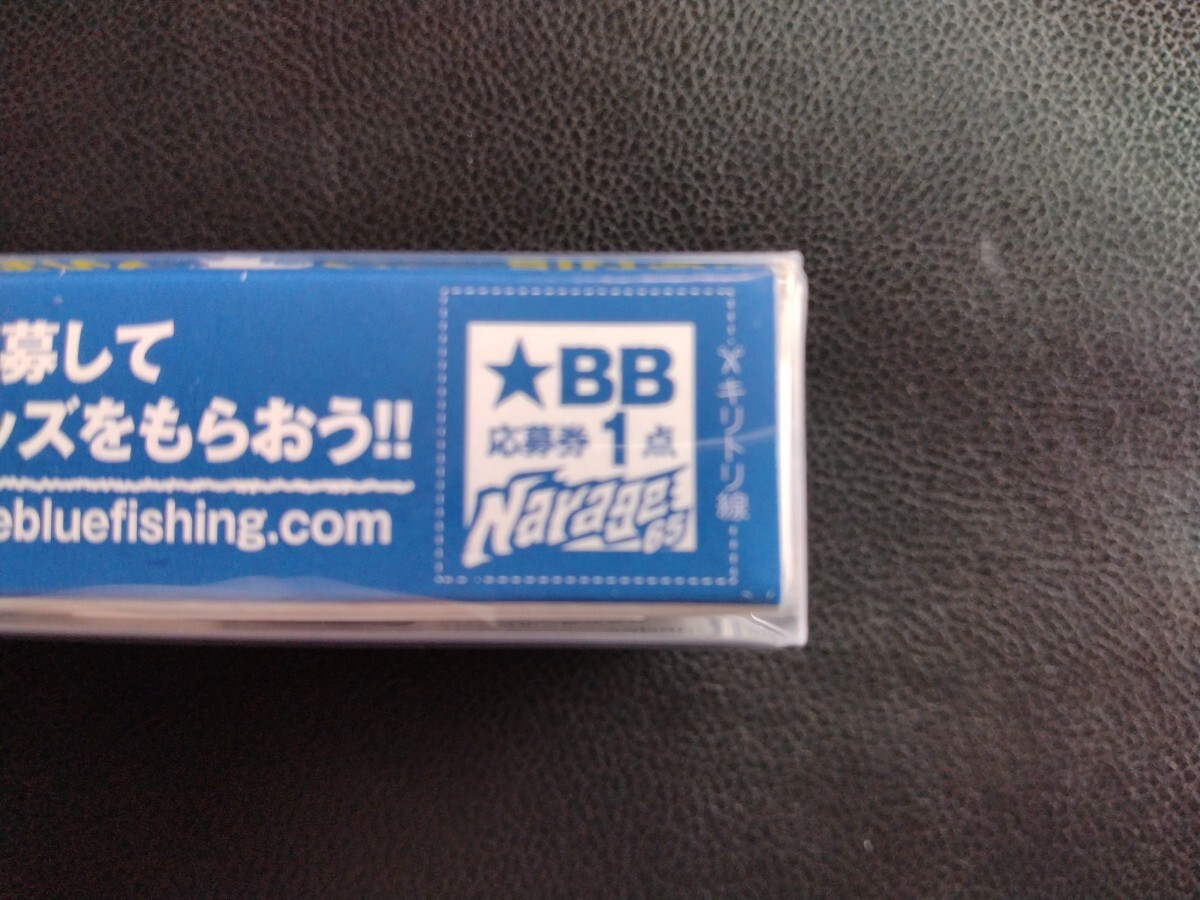 募して
ッズをもらおう!!
ebluefishing.com
★BB
応募券 1 点
Narage 65
キリトリ線